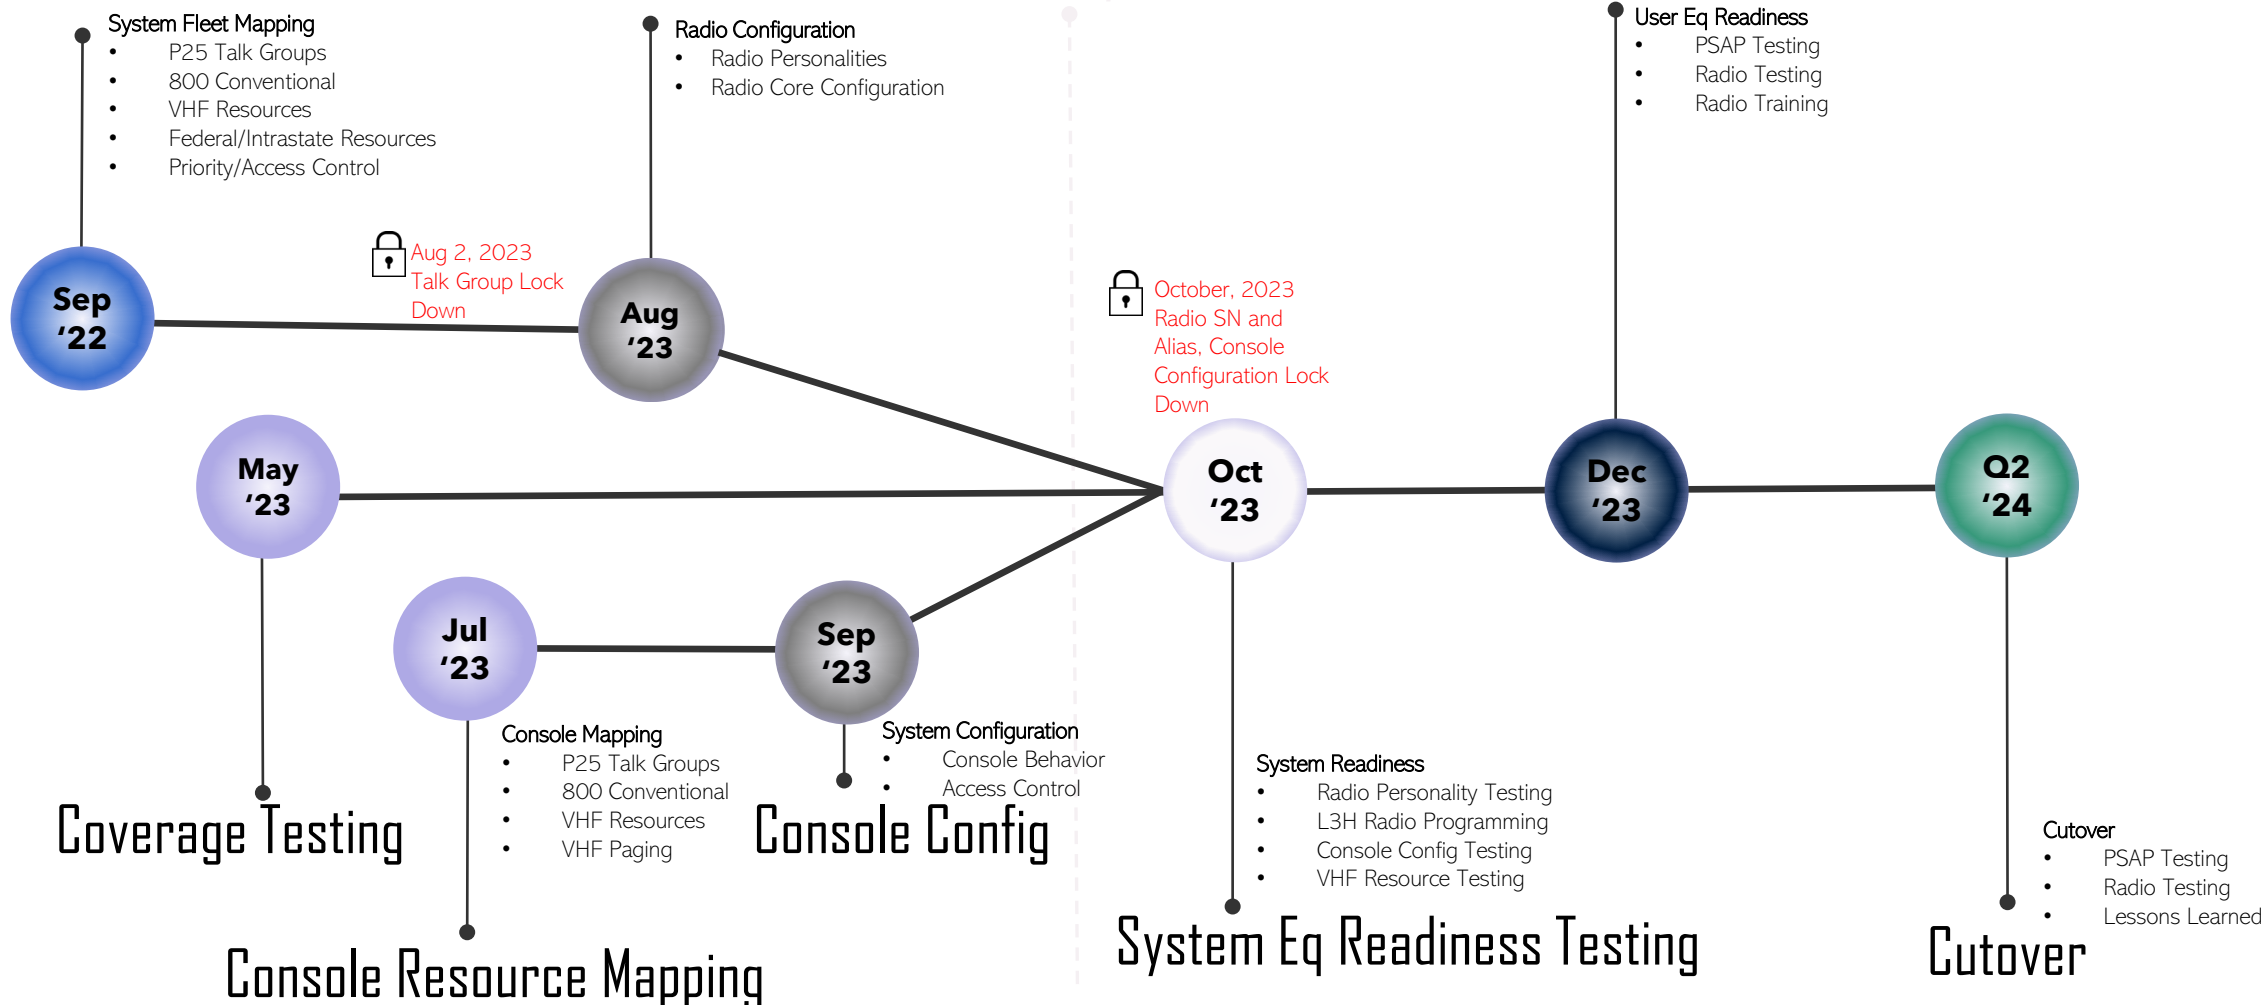 System Fleet Mapping
• P25 Talk Groups
• 800 Conventional
• VHF Resources
• Federal/Intrastate Resources
• Priority/Access Control
Radio Configuration
• Radio Personalities
• Radio Core Configuration
User Eq Readiness
• PSAP Testing
• Radio Testing
• Radio Training
Aug 2, 2023
Talk Group Lock
Down
October, 2023
Radio SN and
Alias, Console
Configuration Lock
Down
Sep
‘22
Aug
‘23
May
‘23
Oct
‘23
Dec
‘23
Q2
‘24
Jul
‘23
Sep
‘23
Console Mapping
• P25 Talk Groups
• 800 Conventional
• VHF Resources
• VHF Paging
System Configuration
• Console Behavior
• Access Control
System Readiness
• Radio Personality Testing
• L3H Radio Programming
• Console Config Testing
• VHF Resource Testing
Cutover
• PSAP Testing
• Radio Testing
• Lessons Learned
Coverage Testing
Console Config
Console Resource Mapping
System Eq Readiness Testing
Cutover